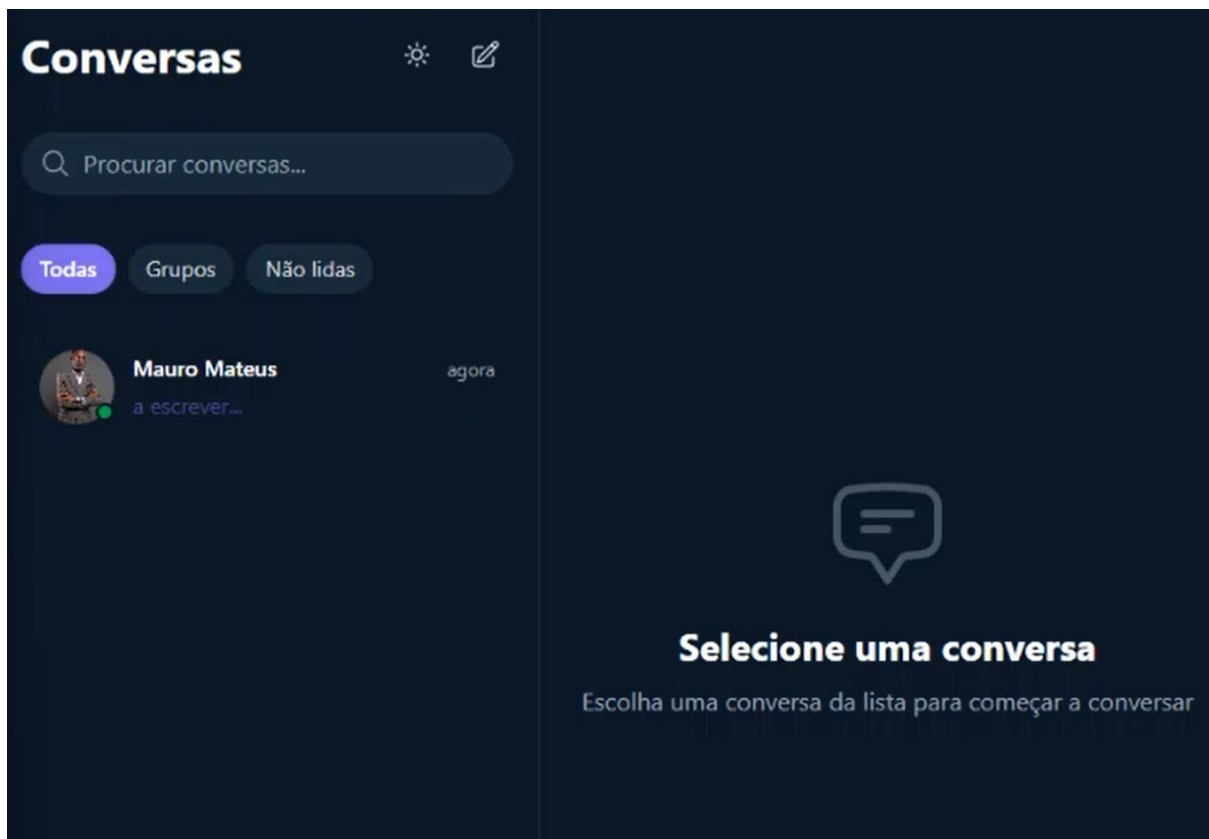 Conversas
Procurar conversas...
Todas Grupos Não lidas
Mauro Mateus agora
a escrever...
Selecione uma conversa
Escolha uma conversa da lista para começar a conversar